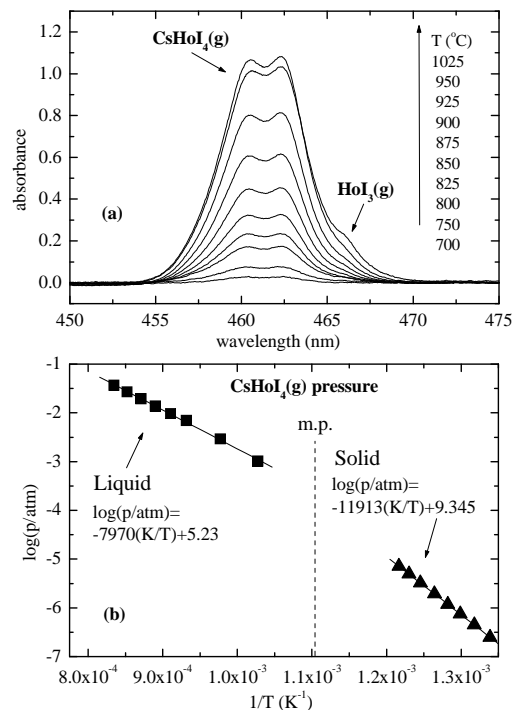 CsHoI₄(g)
T (°C)
1025
950
925
900
875
850
825
800
750
700
HoI₃(g)
(a)
absorbance
1.2
1.0
0.8
0.6
0.4
0.2
0.0
450 455 460 465 470 475
wavelength (nm)
CsHoI₄(g) pressure
m.p.
Liquid
log(p/atm)=
-7970(K/T)+5.23
Solid
log(p/atm)=
-11913(K/T)+9.345
(b)
log(p/atm)
-1
-2
-3
-4
-5
-6
-7
8.0x10⁻⁴ 9.0x10⁻⁴ 1.0x10⁻³ 1.1x10⁻³ 1.2x10⁻³ 1.3x10⁻³
1/T (K⁻¹)